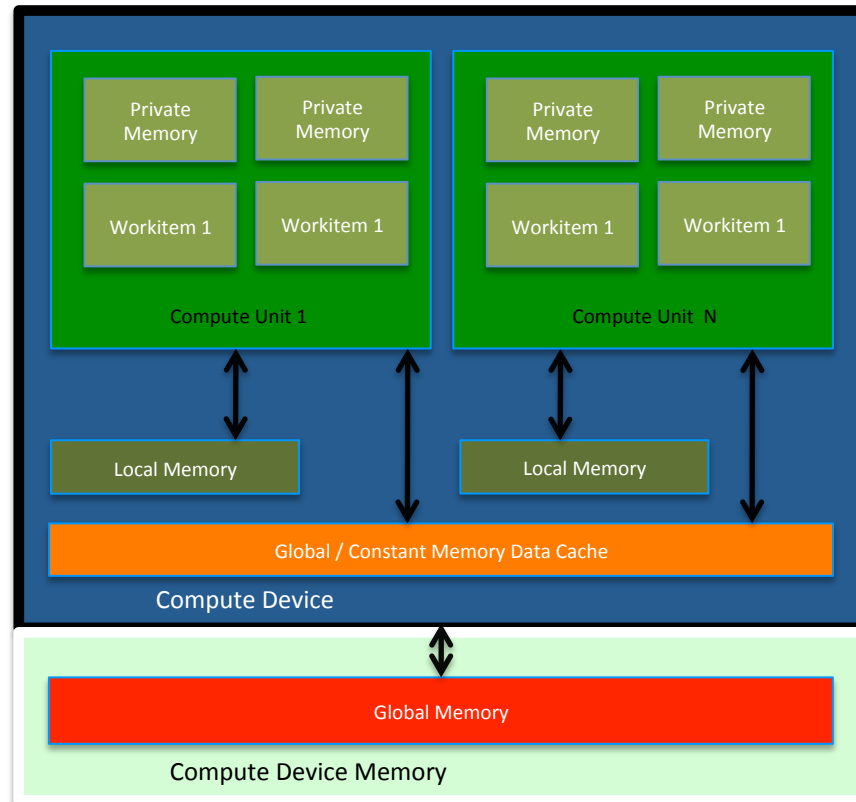 Private
Memory
Private
Memory
Private
Memory
Private
Memory
Workitem 1
Workitem 1
Workitem 1
Workitem 1
Compute Unit 1
Compute Unit N
Local Memory
Local Memory
Global / Constant Memory Data Cache
Compute Device
Global Memory
Compute Device Memory